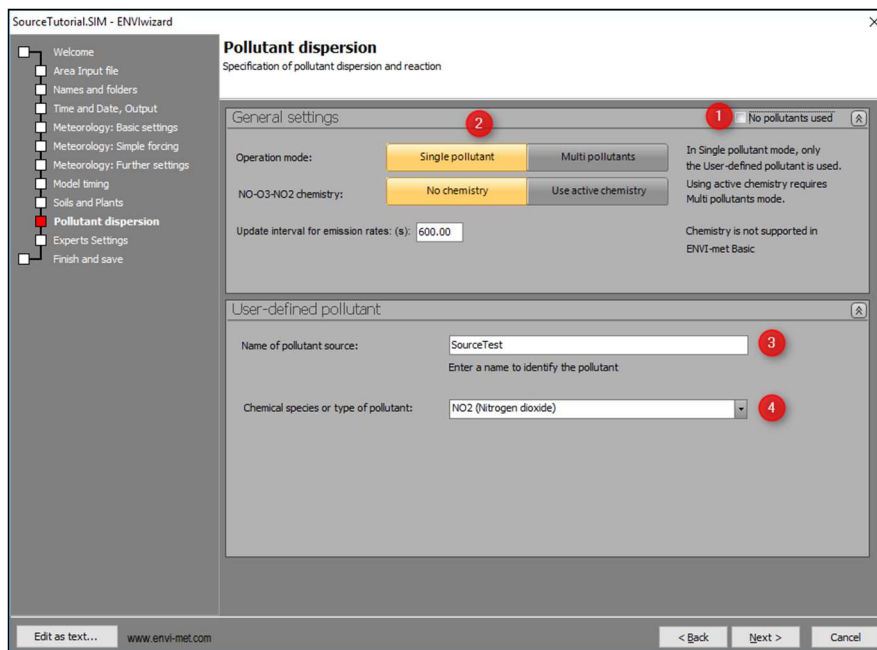 SourceTutorial.SIM - ENVIwizard
Welcome
Area Input file
Names and folders
Time and Date, Output
Meteorology: Basic settings
Meteorology: Simple forcing
Meteorology: Further settings
Model timing
Soils and Plants
Pollutant dispersion
Experts Settings
Finish and save
Pollutant dispersion
Specification of pollutant dispersion and reaction
General settings
2
1
No pollutants used
Operation mode:
Single pollutant
Multi pollutants
NO-O3-NO2 chemistry:
No chemistry
Use active chemistry
Update interval for emission rates: (s):
600.00
In Single pollutant mode, only
the User-defined pollutant is used.
Using active chemistry requires
Multi pollutants mode.
Chemistry is not supported in
ENVI-met Basic
User-defined pollutant
Name of pollutant source:
SourceTest
3
Enter a name to identify the pollutant
Chemical species or type of pollutant:
NO2 (Nitrogen dioxide)
4
Edit as text...
www.envi-met.com
< Back
Next >
Cancel